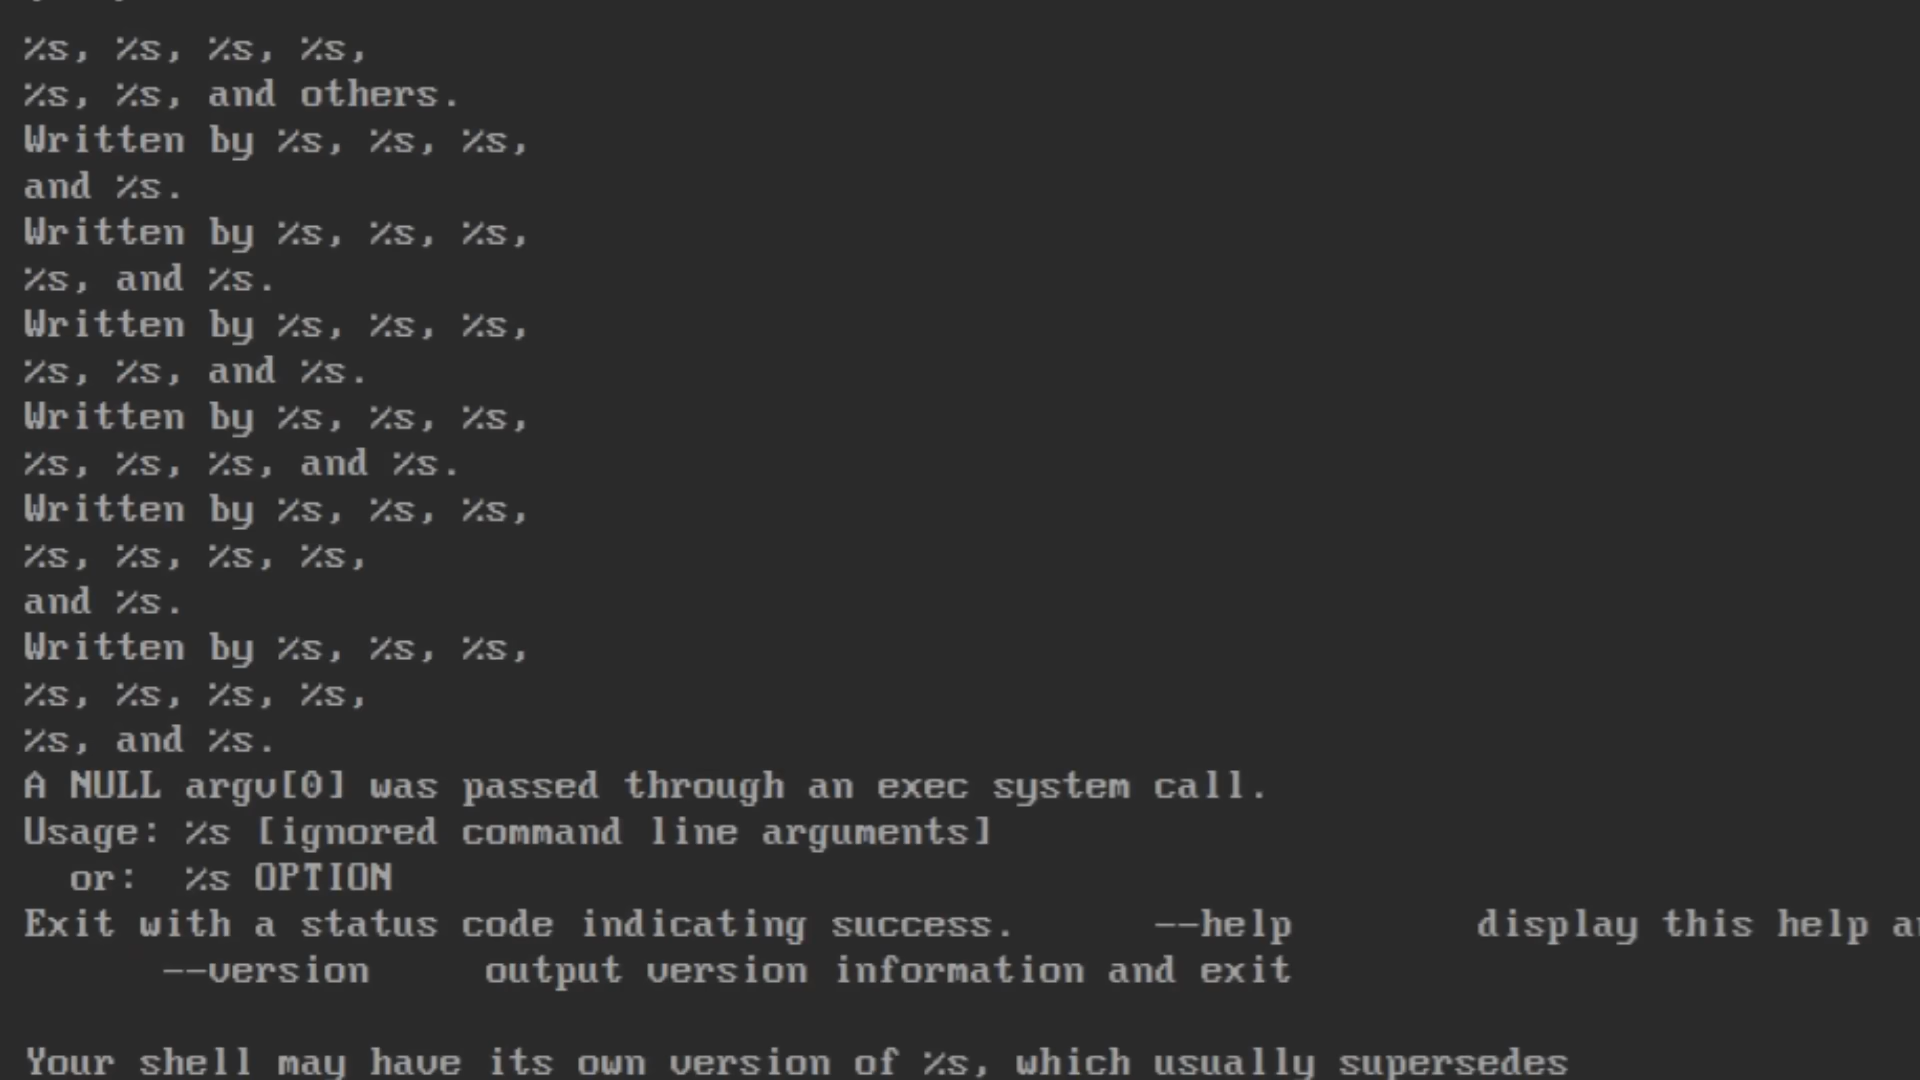 %s, %s, %s, %s,
%s, %s, and others.
Written by %s, %s, %s,
and %s.
Written by %s, %s, %s,
%s, and %s.
Written by %s, %s, %s,
%s, %s, and %s.
Written by %s, %s, %s,
%s, %s, %s, and %s.
Written by %s, %s, %s,
%s, %s, %s, %s,
and %s.
Written by %s, %s, %s,
%s, %s, %s, %s,
%s, and %s.
A NULL argv[0] was passed through an exec system call.
Usage: %s [ignored command line arguments]
  or:  %s OPTION
Exit with a status code indicating success.      --help        display this help
      --version     output version information and exit
Your shell may have its own version of %s, which usually supersedes